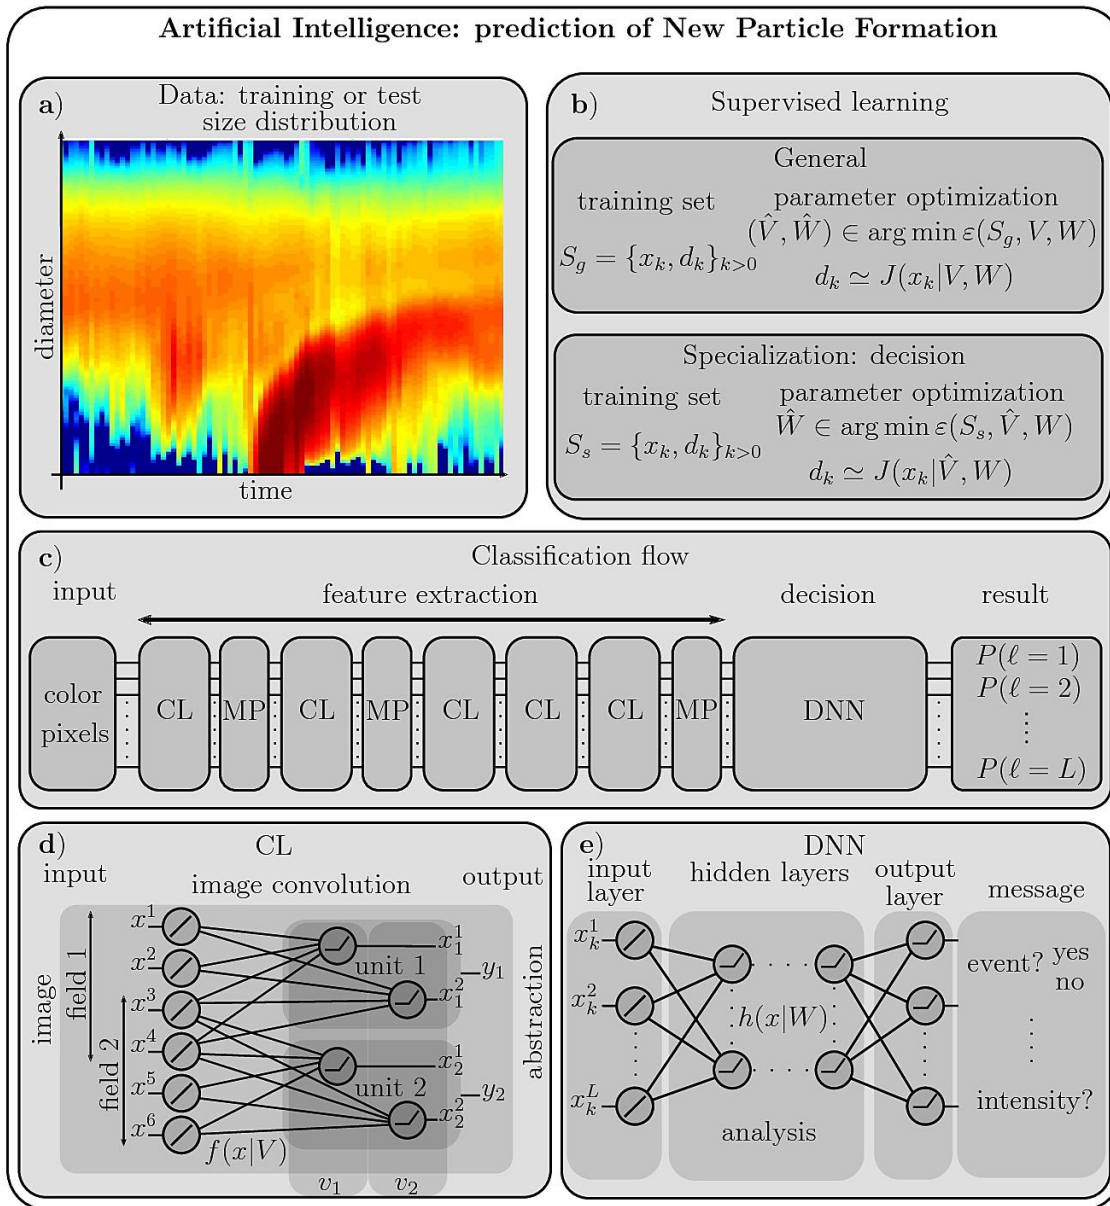 Artificial Intelligence: prediction of New Particle Formation
a)
Data: training or test
size distribution
diameter
time
b)
Supervised learning
General
training set
parameter optimization
(V̂, Ŵ) ∈ arg min ε(S_g, V, W)
S_g = {x_k, d_k}_{k>0}
d_k ≃ J(x_k|V, W)
Specialization: decision
training set
parameter optimization
Ŵ ∈ arg min ε(S_s, V̂, W)
S_s = {x_k, d_k}_{k>0}
d_k ≃ J(x_k|V̂, W)
c)
Classification flow
input
feature extraction
decision
result
color
pixels
CL
MP
CL
MP
CL
CL
CL
MP
DNN
P(ℓ = 1)
P(ℓ = 2)
P(ℓ = L)
d)
CL
input
image convolution
output
image
field 1
field 2
x^1
x^2
x^3
x^4
x^5
x^6
unit 1
unit 2
x_1^1
x_1^2
y_1
x_2^1
x_2^2
y_2
abstraction
f(x|V)
v_1
v_2
e)
DNN
input
layer
hidden layers
output
layer
message
x_k^1
x_k^2
x_k^L
h(x|W)
analysis
event? yes
no
intensity?